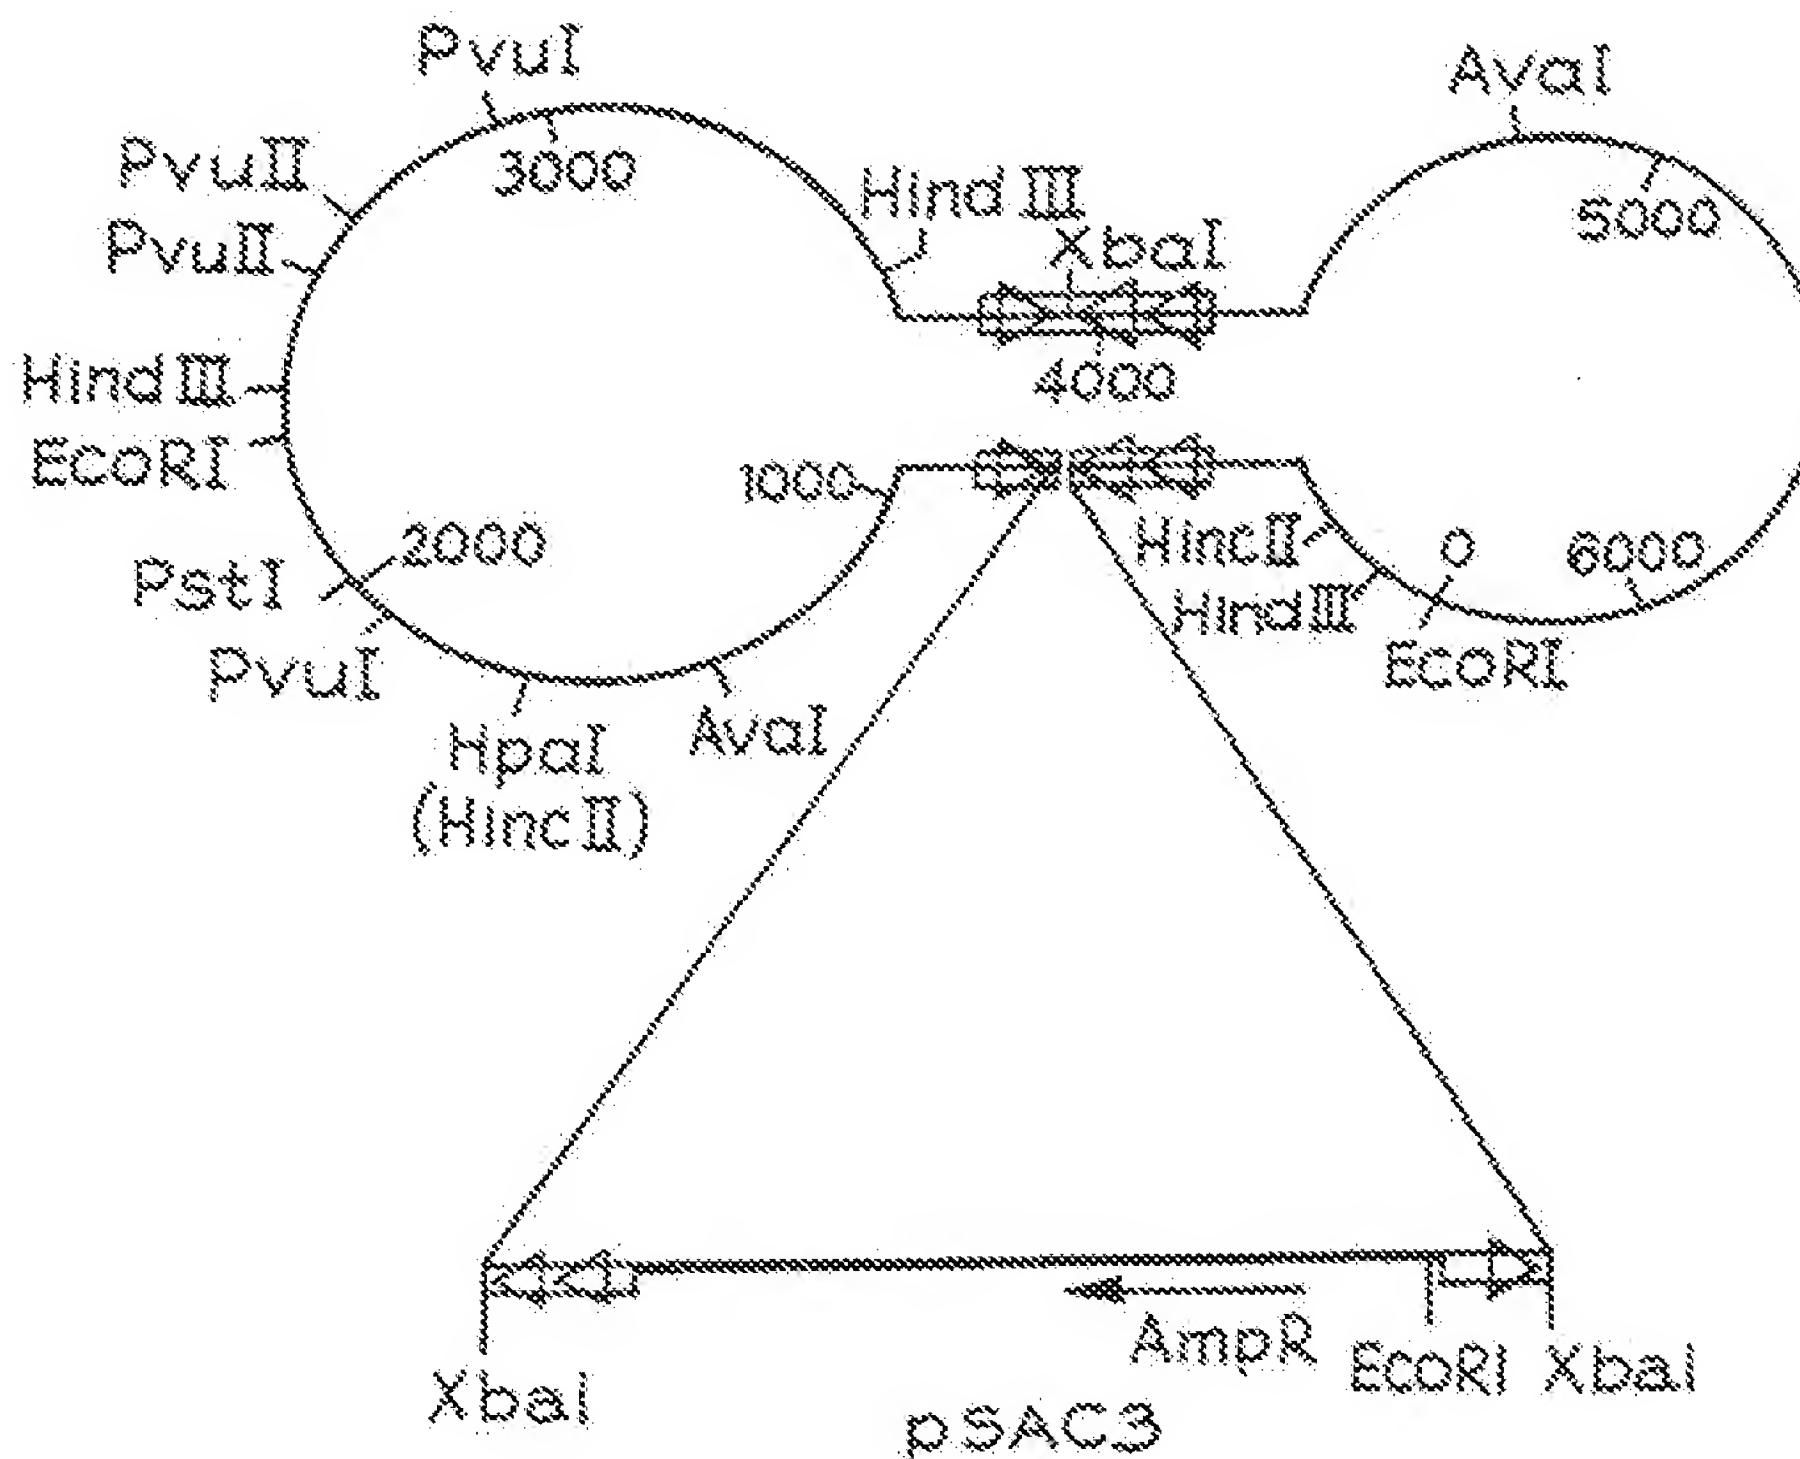 PvuI
AvaI
PvuII
3000
HindIII
5000
PvuII
XbaI
4000
HindIII
EcoRI
1000
HincII
0
6000
2000
HindIII
PstI
EcoRI
PvuI
HpaI
AvaI
(HincII)
AmpR
EcoRI
XbaI
XbaI
pSAC3